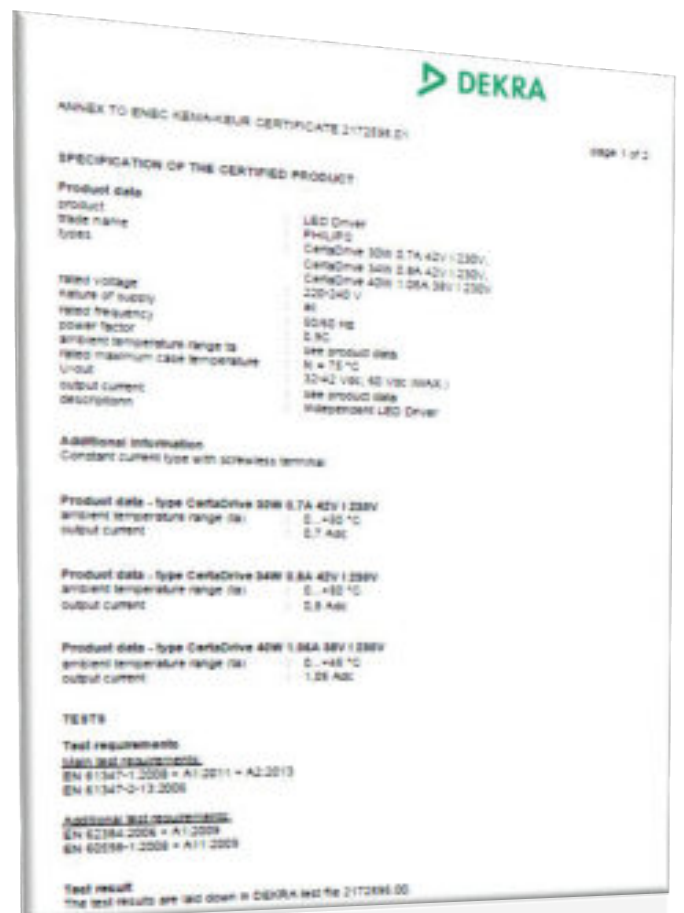 DEKRA
ANNEX TO ENEC KEMA-KEUR CERTIFICATE 2172896.01
page 1 of 2
SPECIFICATION OF THE CERTIFIED PRODUCT
Product data
product : LED Driver
trade name : PHILIPS
types : CertaDrive 30W 0.7A 42V I 230V,
CertaDrive 34W 0.8A 42V I 230V,
CertaDrive 40W 1.06A 38V I 230V
rated voltage : 220-240 V
nature of supply :
rated frequency : 50/60 Hz
power factor :
ambient temperature range ta : see product data
rated maximum case temperature : tc = 75 °C
U-out : 32-42 Vdc, 60 Vdc (MAX.)
output current : see product data
descriptionn : Independent LED Driver
Additional information
Constant current type with screwless terminal
Product data - type CertaDrive 30W 0.7A 42V I 230V
ambient temperature range (ta) :
output current : 0,7 Adc
Product data - type CertaDrive 34W 0.8A 42V I 230V
ambient temperature range (ta) :
output current : 0,8 Adc
Product data - type CertaDrive 40W 1.06A 38V I 230V
ambient temperature range (ta) : 0...+45 °C
output current : 1,06 Adc
TESTS
Test requirements
Main test requirements:
EN 61347-1:2008 + A1:2011 + A2:2013
EN 61347-2-13:2006
Additional test requirements:
EN 62384:2006 + A1:2009
EN 60598-1:2008 + A11:2009
Test result
The test results are laid down in DEKRA test file 2172896.00.